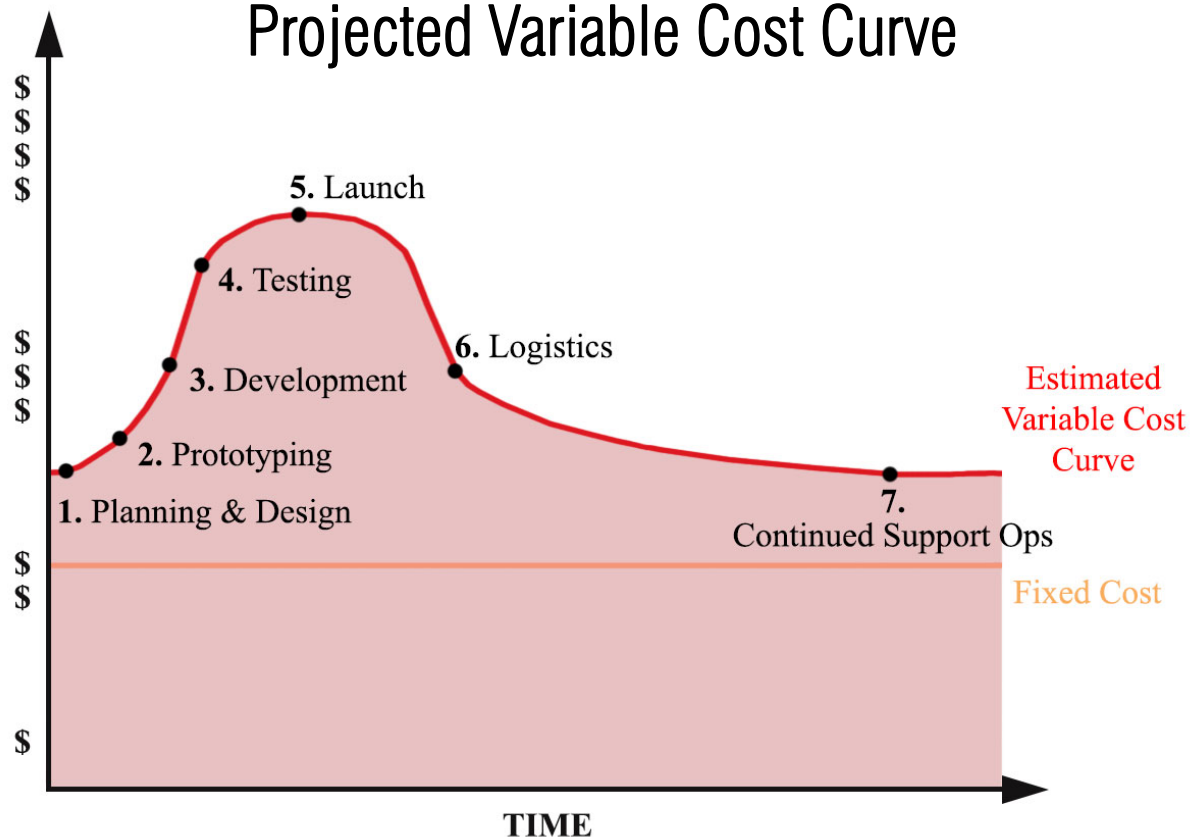 Projected Variable Cost Curve
$
$
$
$
5. Launch
4. Testing
$
$
$
6. Logistics
3. Development
Estimated
Variable Cost
Curve
2. Prototyping
1. Planning & Design
7.
Continued Support Ops
$
$
Fixed Cost
$
TIME